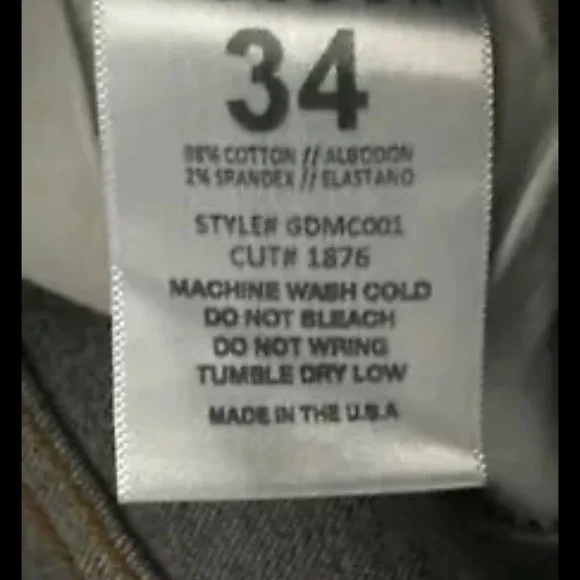 34
98% COTTON // ALGODON
2% SPANDEX // ELASTANO
STYLE# GDMC001
CUT# 1876
MACHINE WASH COLD
DO NOT BLEACH
DO NOT WRING
TUMBLE DRY LOW
MADE IN THE U.S.A